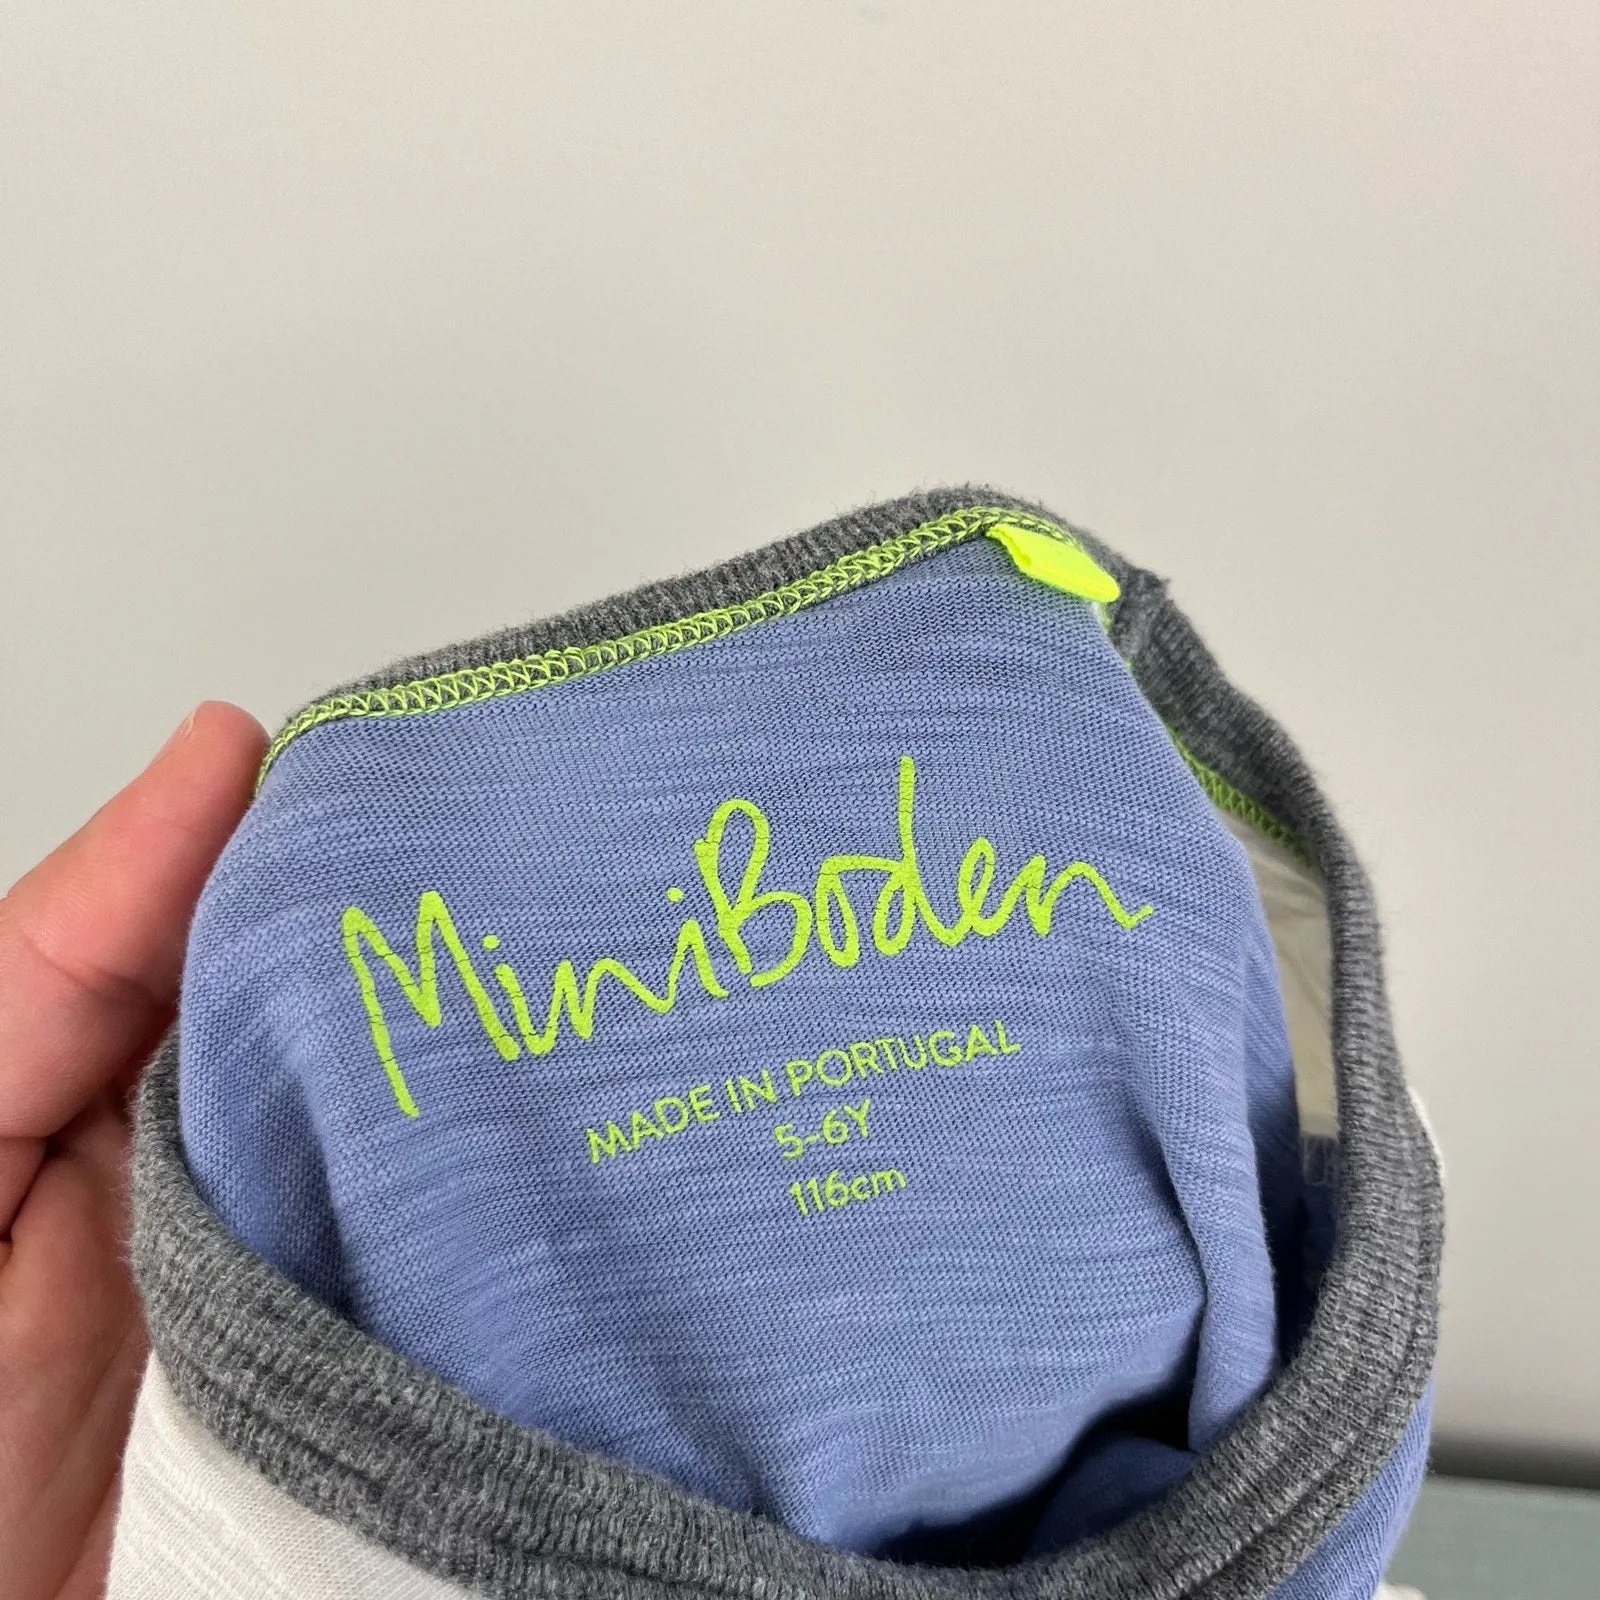 MiniBoden
MADE IN PORTUGAL
5-6Y
116cm